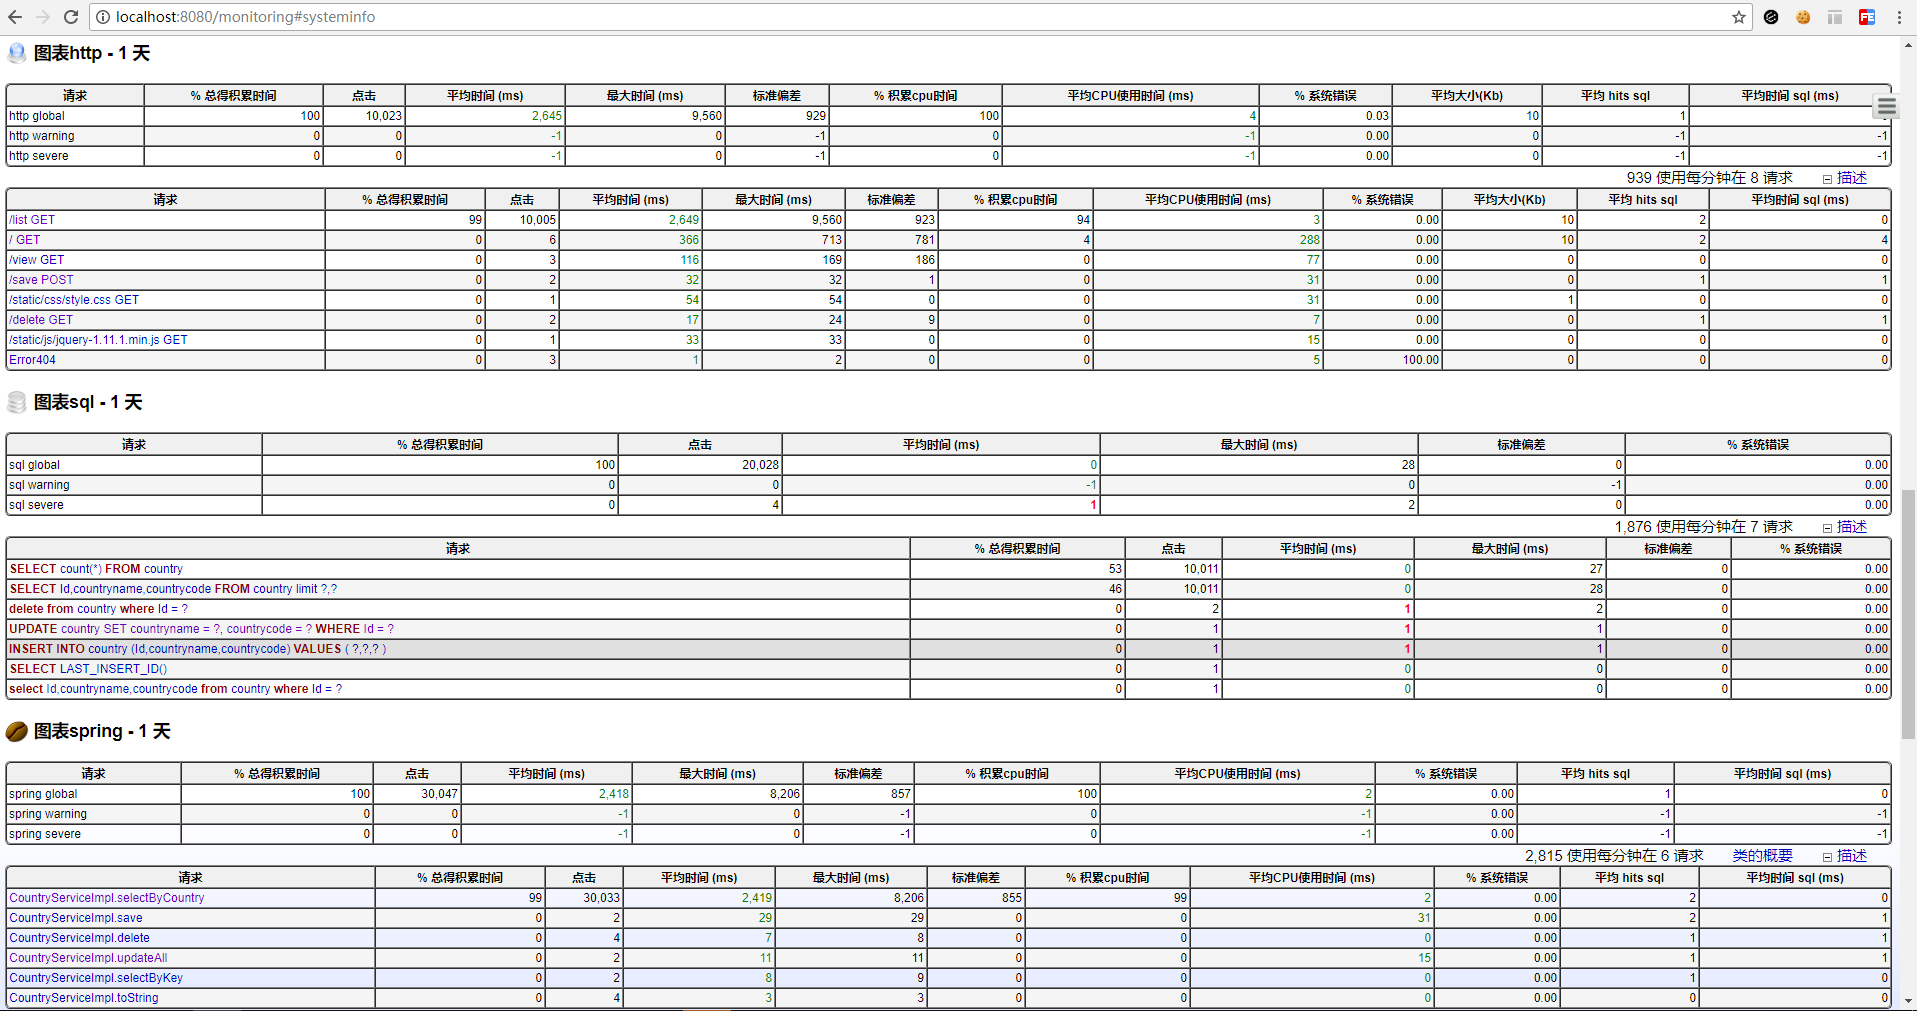 localhost:8080/monitoring#systeminfo
图表http - 1 天
请求 % 总得积累时间 点击 平均时间 (ms) 最大时间 (ms) 标准偏差 % 积累cpu时间 平均CPU使用时间 (ms) % 系统错误 平均大小(Kb) 平均 hits sql 平均时间 sql (ms)
http global 100 10,023 2,645 9,560 929 100 4 0.03 10 1
http warning 0 0 -1 0 -1 0 -1 0.00 0 -1 -1
http severe 0 0 -1 0 -1 0 -1 0.00 0 -1 -1
939 使用每分钟在 8 请求 描述
请求 % 总得积累时间 点击 平均时间 (ms) 最大时间 (ms) 标准偏差 % 积累cpu时间 平均CPU使用时间 (ms) % 系统错误 平均大小(Kb) 平均 hits sql 平均时间 sql (ms)
/list GET 99 10,005 2,649 9,560 923 94 3 0.00 10 2 0
/ GET 0 6 366 713 781 4 288 0.00 10 2 4
/view GET 0 3 116 169 186 0 77 0.00 0 0 0
/save POST 0 2 32 32 1 0 31 0.00 0 1 1
/static/css/style.css GET 0 1 54 54 0 0 31 0.00 1 0 0
/delete GET 0 2 17 24 9 0 7 0.00 0 1 1
/static/js/jquery-1.11.1.min.js GET 0 1 33 33 0 0 15 0.00 0 0 0
Error404 0 3 1 2 0 0 5 100.00 0 0 0
图表sql - 1 天
请求 % 总得积累时间 点击 平均时间 (ms) 最大时间 (ms) 标准偏差 % 系统错误
sql global 100 20,028 0 28 0 0.00
sql warning 0 0 -1 0 -1 0.00
sql severe 0 4 1 2 0 0.00
1,876 使用每分钟在 7 请求 描述
请求 % 总得积累时间 点击 平均时间 (ms) 最大时间 (ms) 标准偏差 % 系统错误
SELECT count(*) FROM country 53 10,011 0 27 0 0.00
SELECT Id,countryname,countrycode FROM country limit ?,? 46 10,011 0 28 0 0.00
delete from country where Id = ? 0 2 1 2 0 0.00
UPDATE country SET countryname = ?, countrycode = ? WHERE Id = ? 0 1 1 1 0 0.00
INSERT INTO country (Id,countryname,countrycode) VALUES ( ?,?,? ) 0 1 1 1 0 0.00
SELECT LAST_INSERT_ID() 0 1 0 0 0 0.00
select Id,countryname,countrycode from country where Id = ? 0 1 0 0 0 0.00
图表spring - 1 天
请求 % 总得积累时间 点击 平均时间 (ms) 最大时间 (ms) 标准偏差 % 积累cpu时间 平均CPU使用时间 (ms) % 系统错误 平均 hits sql 平均时间 sql (ms)
spring global 100 30,047 2,418 8,206 857 100 2 0.00 1 0
spring warning 0 0 -1 0 -1 0 -1 0.00 -1 -1
spring severe 0 0 -1 0 -1 0 -1 0.00 -1 -1
2,815 使用每分钟在 6 请求 类的概要 描述
请求 % 总得积累时间 点击 平均时间 (ms) 最大时间 (ms) 标准偏差 % 积累cpu时间 平均CPU使用时间 (ms) % 系统错误 平均 hits sql 平均时间 sql (ms)
CountryServiceImpl.selectByCountry 99 30,033 2,419 8,206 855 99 2 0.00 2 0
CountryServiceImpl.save 0 2 29 29 0 0 31 0.00 2 1
CountryServiceImpl.delete 0 4 7 8 0 0 0 0.00 1 1
CountryServiceImpl.updateAll 0 2 11 11 0 0 15 0.00 1 1
CountryServiceImpl.selectByKey 0 2 8 9 0 0 0 0.00 1 0
CountryServiceImpl.toString 0 4 3 3 0 0 0 0.00 0 0